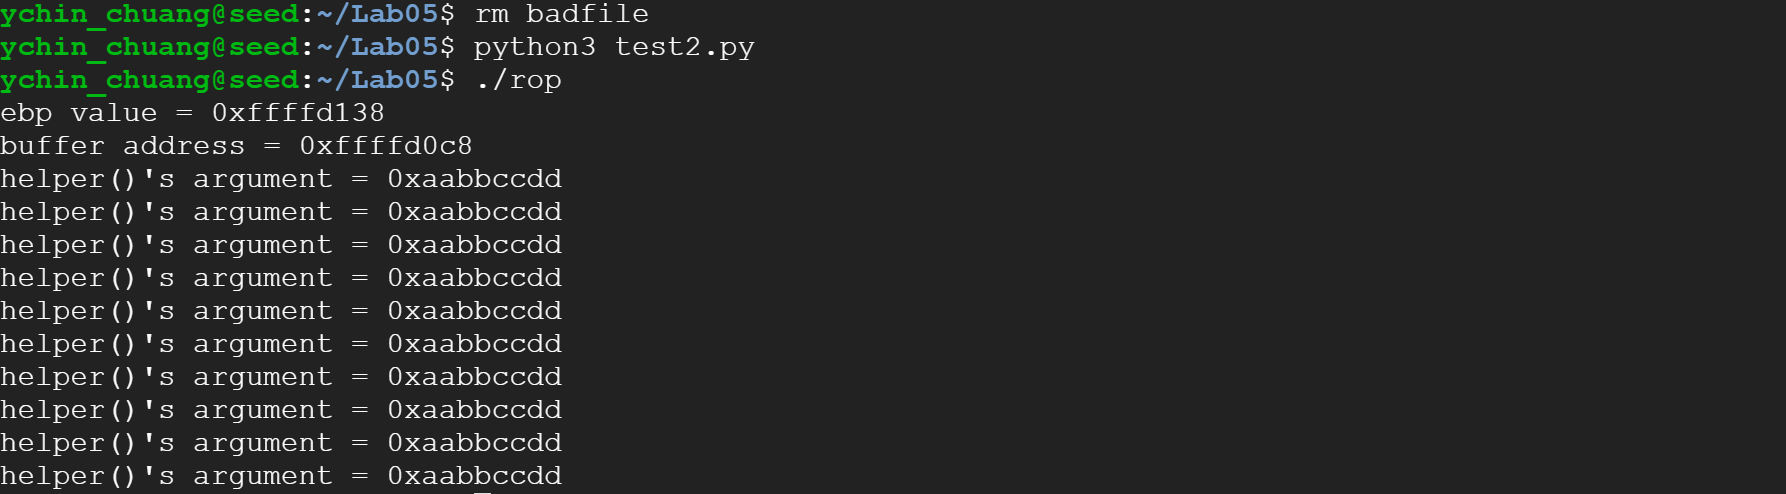 ychin_chuang@seed:~/Lab05$ rm badfile
ychin_chuang@seed:~/Lab05$ python3 test2.py
ychin_chuang@seed:~/Lab05$ ./rop
ebp value = 0xffffd138
buffer address = 0xffffd0c8
helper()'s argument = 0xaabbccdd
helper()'s argument = 0xaabbccdd
helper()'s argument = 0xaabbccdd
helper()'s argument = 0xaabbccdd
helper()'s argument = 0xaabbccdd
helper()'s argument = 0xaabbccdd
helper()'s argument = 0xaabbccdd
helper()'s argument = 0xaabbccdd
helper()'s argument = 0xaabbccdd
helper()'s argument = 0xaabbccdd